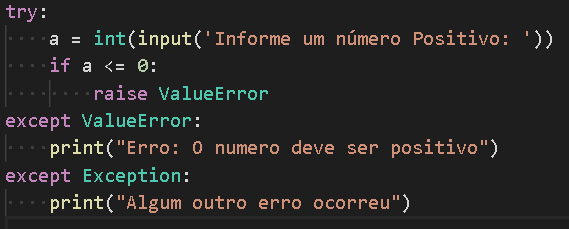 try:
    a = int(input('Informe um número Positivo: '))
    if a <= 0:
        raise ValueError
except ValueError:
    print("Erro: O numero deve ser positivo")
except Exception:
    print("Algum outro erro ocorreu")